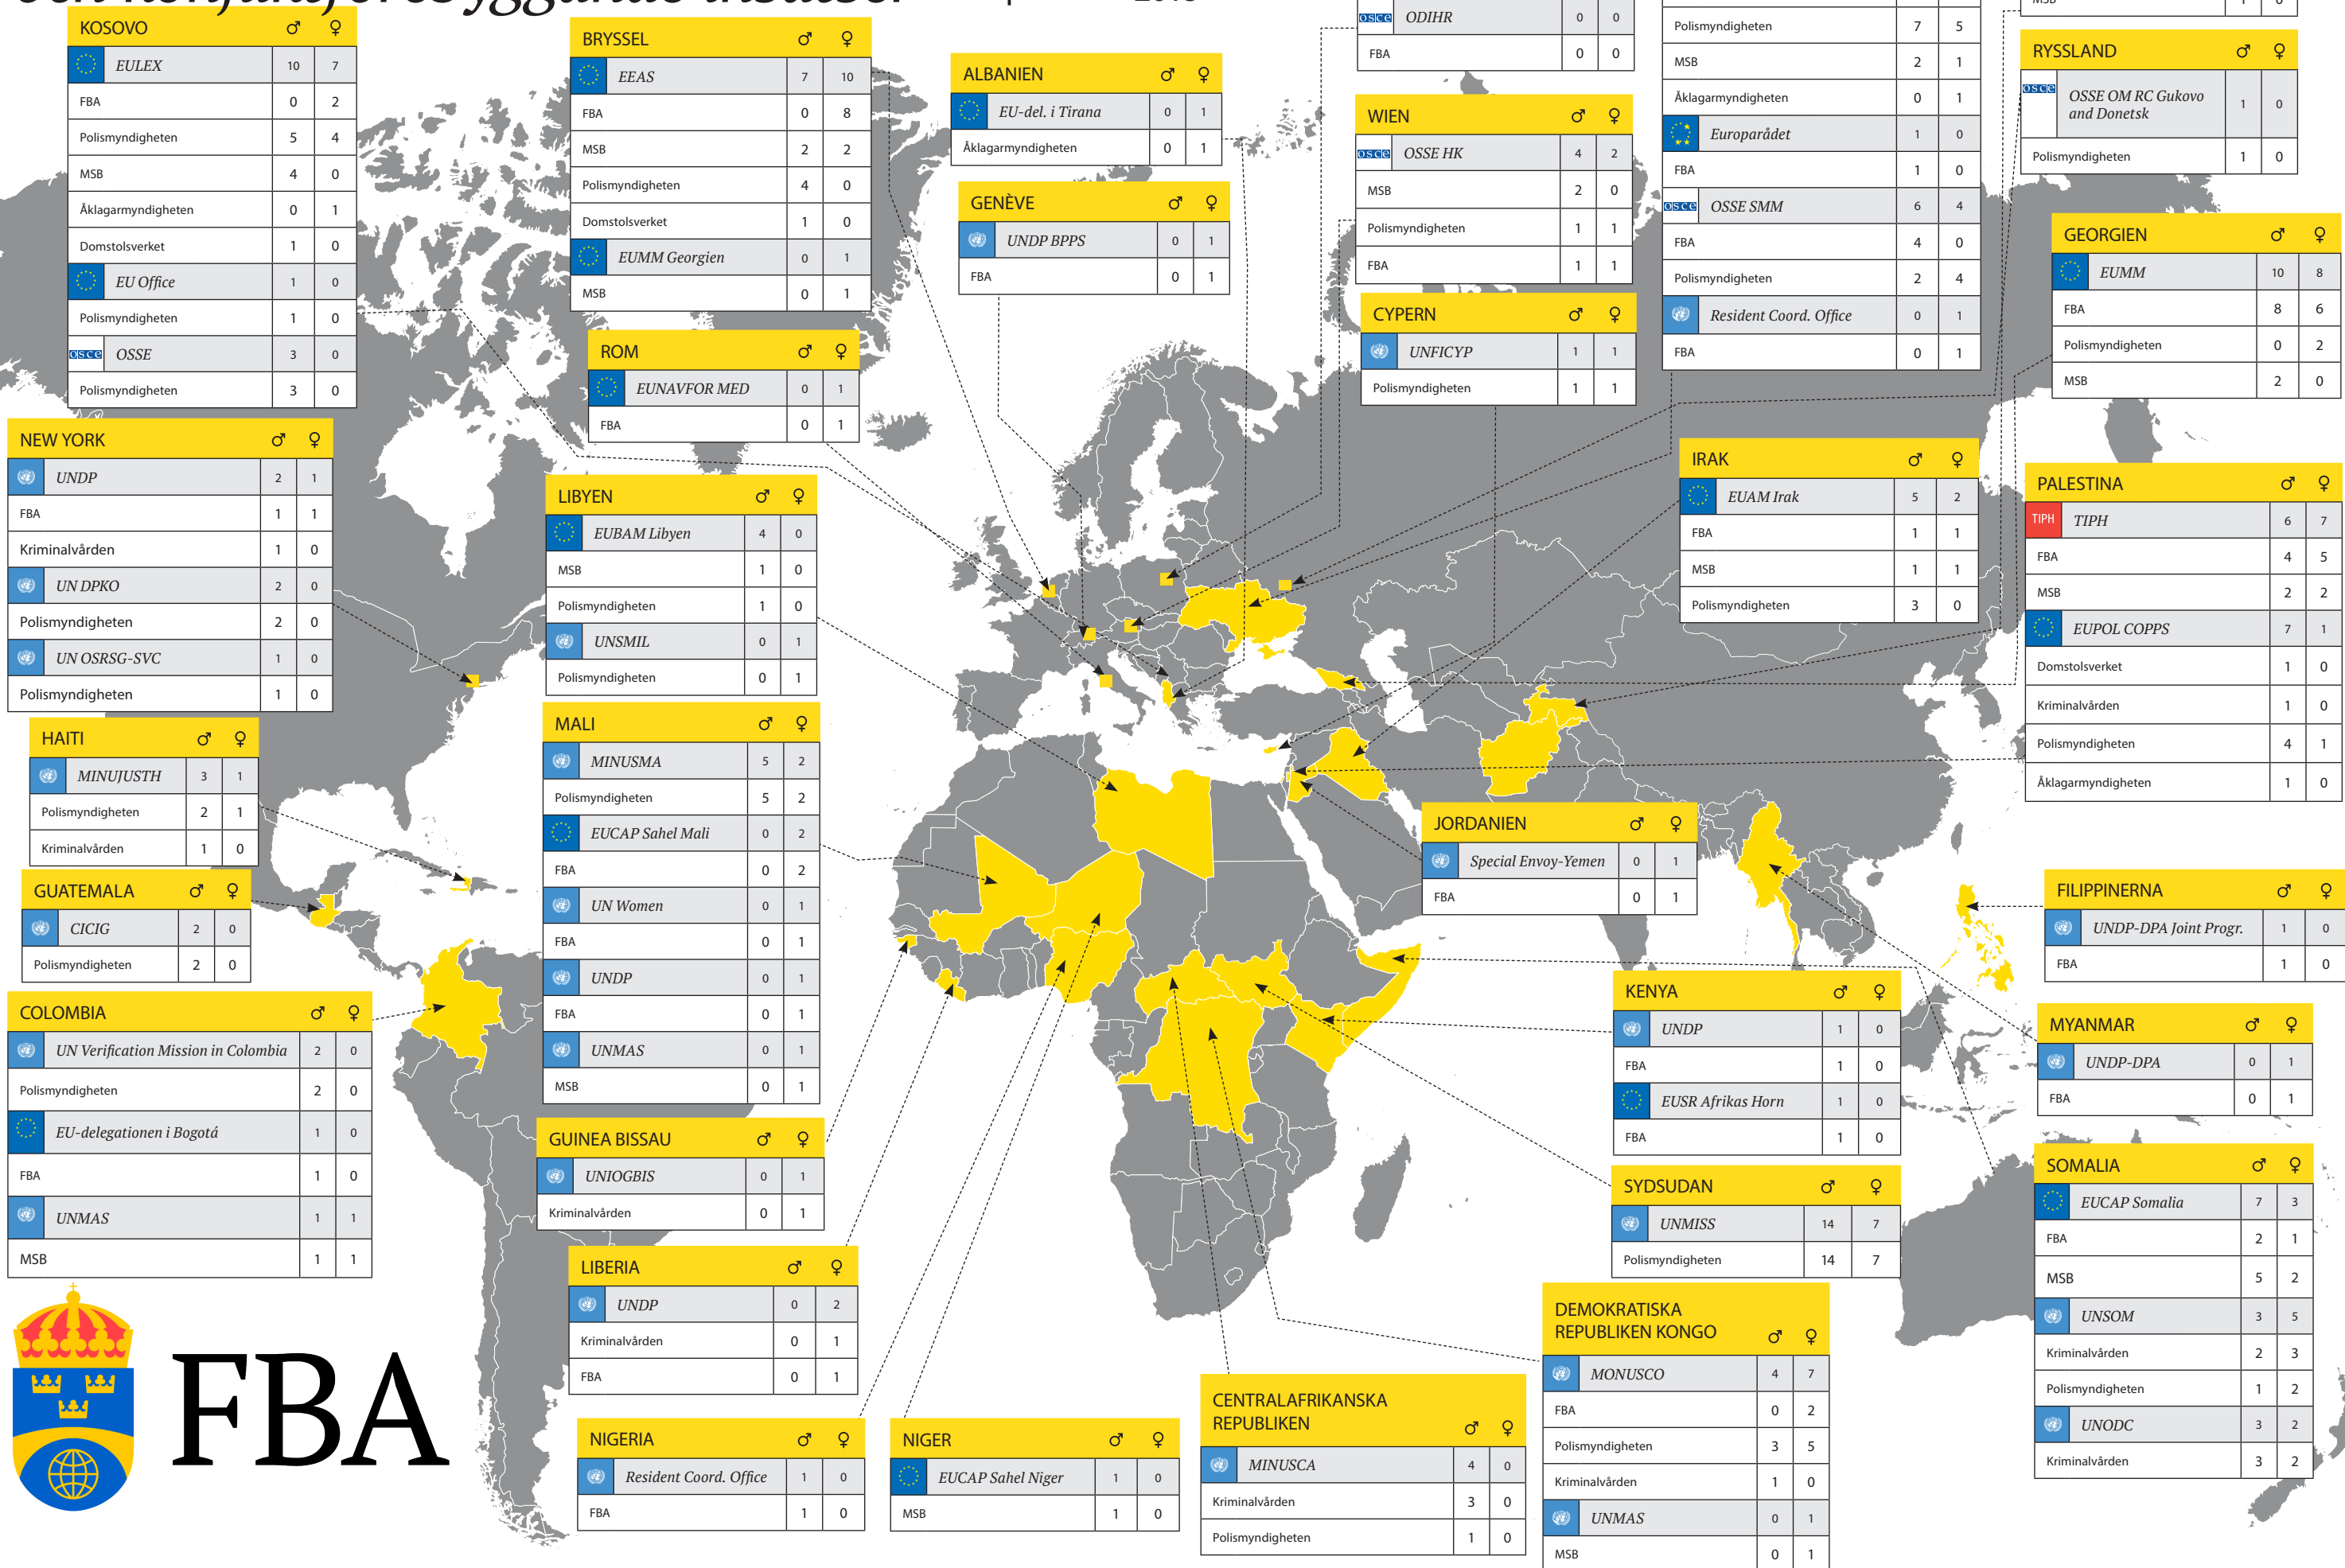 KOSOVO ♂ ♀
EULEX 10 7
FBA 0 2
Polismyndigheten 5 4
MSB 4 0
Åklagarmyndigheten 0 1
Domstolsverket 1 0
EU Office 1 0
Polismyndigheten 1 0
osce OSSE 3 0
Polismyndigheten 3 0
NEW YORK ♂ ♀
UNDP 2 1
FBA 1 1
Kriminalvården 1 0
UN DPKO 2 0
Polismyndigheten 2 0
UN OSRSG-SVC 1 0
Polismyndigheten 1 0
HAITI ♂ ♀
MINUJUSTH 3 1
Polismyndigheten 2 1
Kriminalvården 1 0
GUATEMALA ♂ ♀
CICIG 2 0
Polismyndigheten 2 0
COLOMBIA ♂ ♀
UN Verification Mission in Colombia 2 0
Polismyndigheten 2 0
EU-delegationen i Bogotá 1 0
FBA 1 0
UNMAS 1 1
MSB 1 1
FBA
BRYSSEL ♂ ♀
EEAS 7 10
FBA 0 8
MSB 2 2
Polismyndigheten 4 0
Domstolsverket 1 0
EUMM Georgien 0 1
MSB 0 1
ROM ♂ ♀
EUNAVFOR MED 0 1
FBA 0 1
LIBYEN ♂ ♀
EUBAM Libyen 4 0
MSB 1 0
Polismyndigheten 1 0
UNSMIL 0 1
Polismyndigheten 0 1
MALI ♂ ♀
MINUSMA 5 2
Polismyndigheten 5 2
EUCAP Sahel Mali 0 2
FBA 0 2
UN Women 0 1
FBA 0 1
UNDP 0 1
FBA 0 1
UNMAS 0 1
MSB 0 1
GUINEA BISSAU ♂ ♀
UNIOGBIS 0 1
Kriminalvården 0 1
LIBERIA ♂ ♀
UNDP 0 2
Kriminalvården 0 1
FBA 0 1
NIGERIA ♂ ♀
Resident Coord. Office 1 0
FBA 1 0
NIGER ♂ ♀
EUCAP Sahel Niger 1 0
MSB 1 0
ALBANIEN ♂ ♀
EU-del. i Tirana 0 1
Åklagarmyndigheten 0 1
GENÈVE ♂ ♀
UNDP BPPS 0 1
FBA 0 1
osce ODIHR 0 0
FBA 0 0
WIEN ♂ ♀
osce OSSE HK 4 2
MSB 2 0
Polismyndigheten 1 1
FBA 1 1
CYPERN ♂ ♀
UNFICYP 1 1
Polismyndigheten 1 1
Polismyndigheten 7 5
MSB 2 1
Åklagarmyndigheten 0 1
Europarådet 1 0
FBA 1 0
osce OSSE SMM 6 4
FBA 4 0
Polismyndigheten 2 4
Resident Coord. Office 0 1
FBA 0 1
IRAK ♂ ♀
EUAM Irak 5 2
FBA 1 1
MSB 1 1
Polismyndigheten 3 0
JORDANIEN ♂ ♀
Special Envoy-Yemen 0 1
FBA 0 1
KENYA ♂ ♀
UNDP 1 0
FBA 1 0
EUSR Afrikas Horn 1 0
FBA 1 0
SYDSUDAN ♂ ♀
UNMISS 14 7
Polismyndigheten 14 7
CENTRALAFRIKANSKA
REPUBLIKEN ♂ ♀
MINUSCA 4 0
Kriminalvården 3 0
Polismyndigheten 1 0
DEMOKRATISKA
REPUBLIKEN KONGO ♂ ♀
MONUSCO 4 7
FBA 0 2
Polismyndigheten 3 5
Kriminalvården 1 0
UNMAS 0 1
MSB 0 1
RYSSLAND ♂ ♀
osce OSSE OM RC Gukovo
and Donetsk 1 0
Polismyndigheten 1 0
GEORGIEN ♂ ♀
EUMM 10 8
FBA 8 6
Polismyndigheten 0 2
MSB 2 0
PALESTINA ♂ ♀
TIPH TIPH 6 7
FBA 4 5
MSB 2 2
EUPOL COPPS 7 1
Domstolsverket 1 0
Kriminalvården 1 0
Polismyndigheten 4 1
Åklagarmyndigheten 1 0
FILIPPINERNA ♂ ♀
UNDP-DPA Joint Progr. 1 0
FBA 1 0
MYANMAR ♂ ♀
UNDP-DPA 0 1
FBA 0 1
SOMALIA ♂ ♀
EUCAP Somalia 7 3
FBA 2 1
MSB 5 2
UNSOM 3 5
Kriminalvården 2 3
Polismyndigheten 1 2
UNODC 3 2
Kriminalvården 3 2